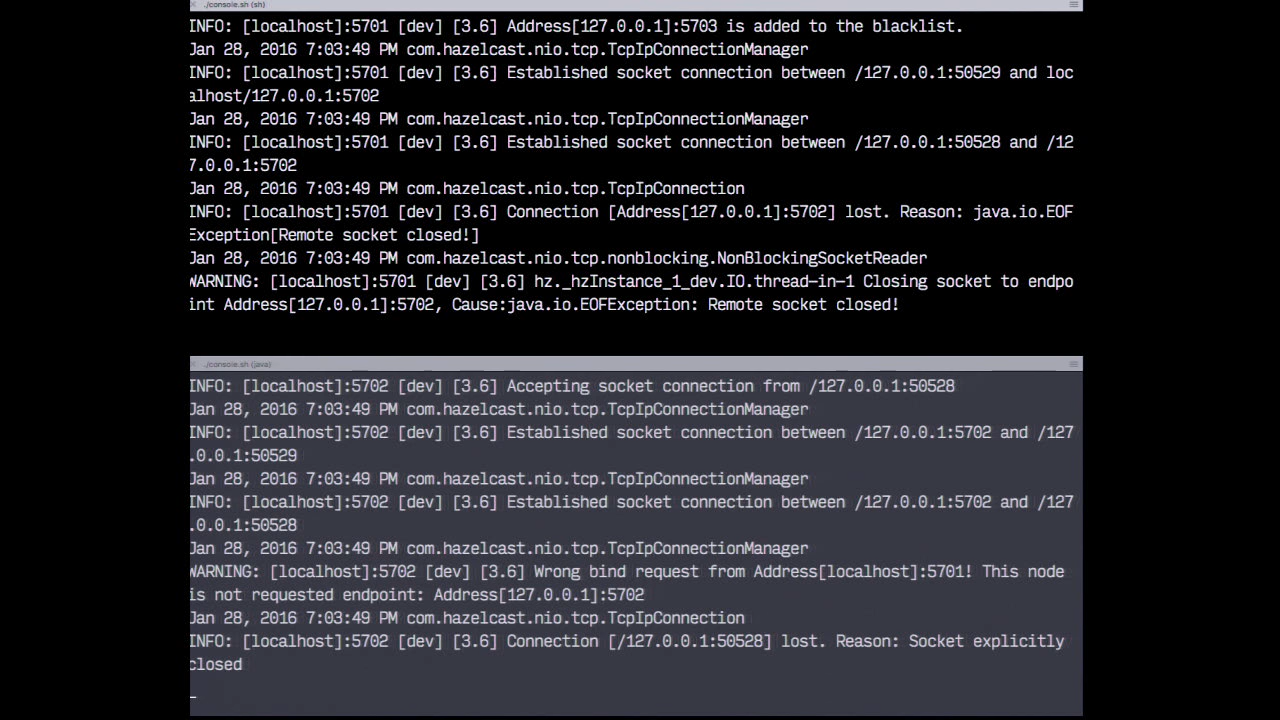 ./console.sh (sh)
INFO: [localhost]:5701 [dev] [3.6] Address[127.0.0.1]:5703 is added to the blacklist.
Jan 28, 2016 7:03:49 PM com.hazelcast.nio.tcp.TcpIpConnectionManager
INFO: [localhost]:5701 [dev] [3.6] Established socket connection between /127.0.0.1:50529 and loc
alhost/127.0.0.1:5702
Jan 28, 2016 7:03:49 PM com.hazelcast.nio.tcp.TcpIpConnectionManager
INFO: [localhost]:5701 [dev] [3.6] Established socket connection between /127.0.0.1:50528 and /12
7.0.0.1:5702
Jan 28, 2016 7:03:49 PM com.hazelcast.nio.tcp.TcpIpConnection
INFO: [localhost]:5701 [dev] [3.6] Connection [Address[127.0.0.1]:5702] lost. Reason: java.io.EOF
Exception[Remote socket closed!]
Jan 28, 2016 7:03:49 PM com.hazelcast.nio.tcp.nonblocking.NonBlockingSocketReader
WARNING: [localhost]:5701 [dev] [3.6] hz._hzInstance_1_dev.IO.thread-in-1 Closing socket to endpo
int Address[127.0.0.1]:5702, Cause:java.io.EOFException: Remote socket closed!
./console.sh (java)
INFO: [localhost]:5702 [dev] [3.6] Accepting socket connection from /127.0.0.1:50528
Jan 28, 2016 7:03:49 PM com.hazelcast.nio.tcp.TcpIpConnectionManager
INFO: [localhost]:5702 [dev] [3.6] Established socket connection between /127.0.0.1:5702 and /127
.0.0.1:50529
Jan 28, 2016 7:03:49 PM com.hazelcast.nio.tcp.TcpIpConnectionManager
INFO: [localhost]:5702 [dev] [3.6] Established socket connection between /127.0.0.1:5702 and /127
.0.0.1:50528
Jan 28, 2016 7:03:49 PM com.hazelcast.nio.tcp.TcpIpConnectionManager
WARNING: [localhost]:5702 [dev] [3.6] Wrong bind request from Address[localhost]:5701! This node
is not requested endpoint: Address[127.0.0.1]:5702
Jan 28, 2016 7:03:49 PM com.hazelcast.nio.tcp.TcpIpConnection
INFO: [localhost]:5702 [dev] [3.6] Connection [/127.0.0.1:50528] lost. Reason: Socket explicitly
closed